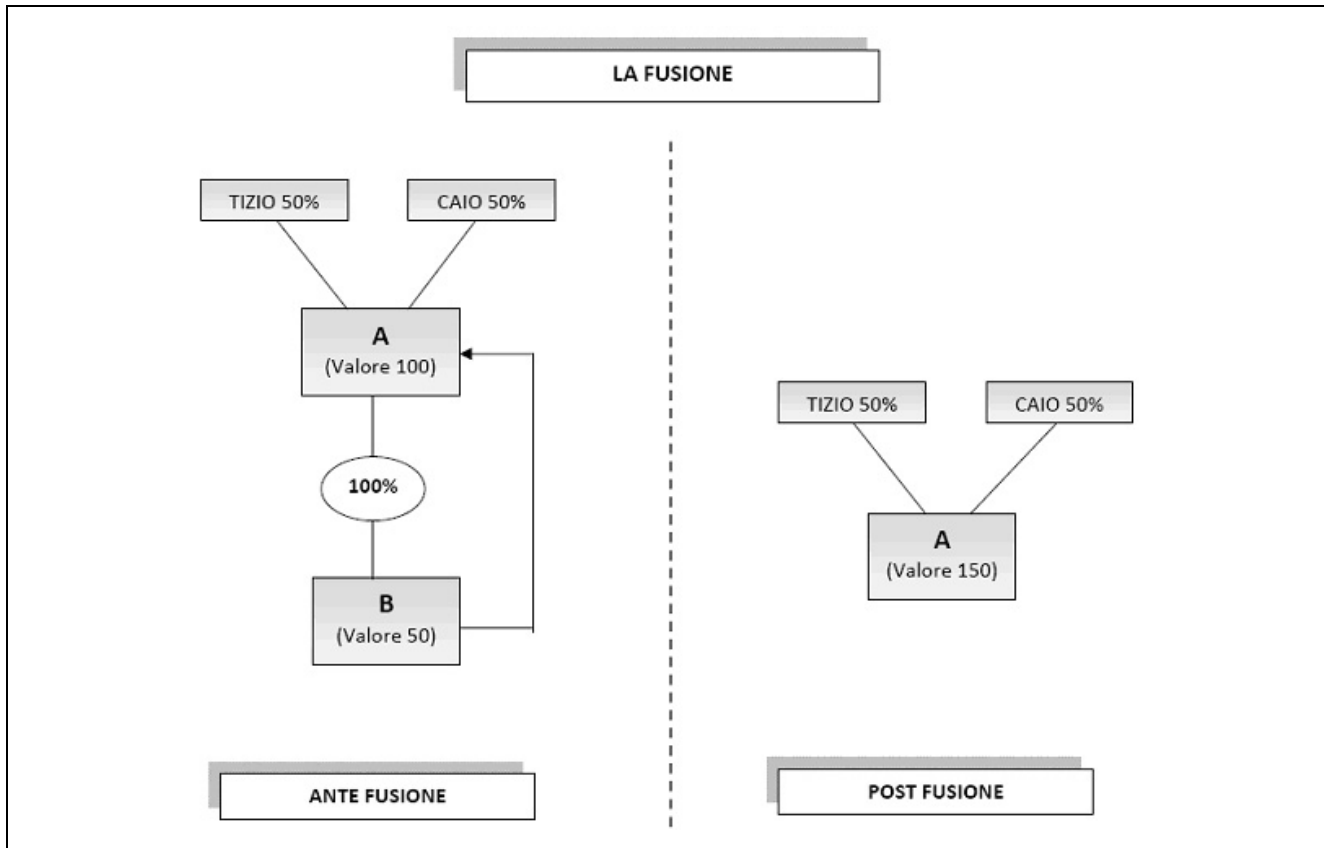 LA FUSIONE
TIZIO 50%
CAIO 50%
A
(Valore 100)
100%
B
(Valore 50)
ANTE FUSIONE
TIZIO 50%
CAIO 50%
A
(Valore 150)
POST FUSIONE